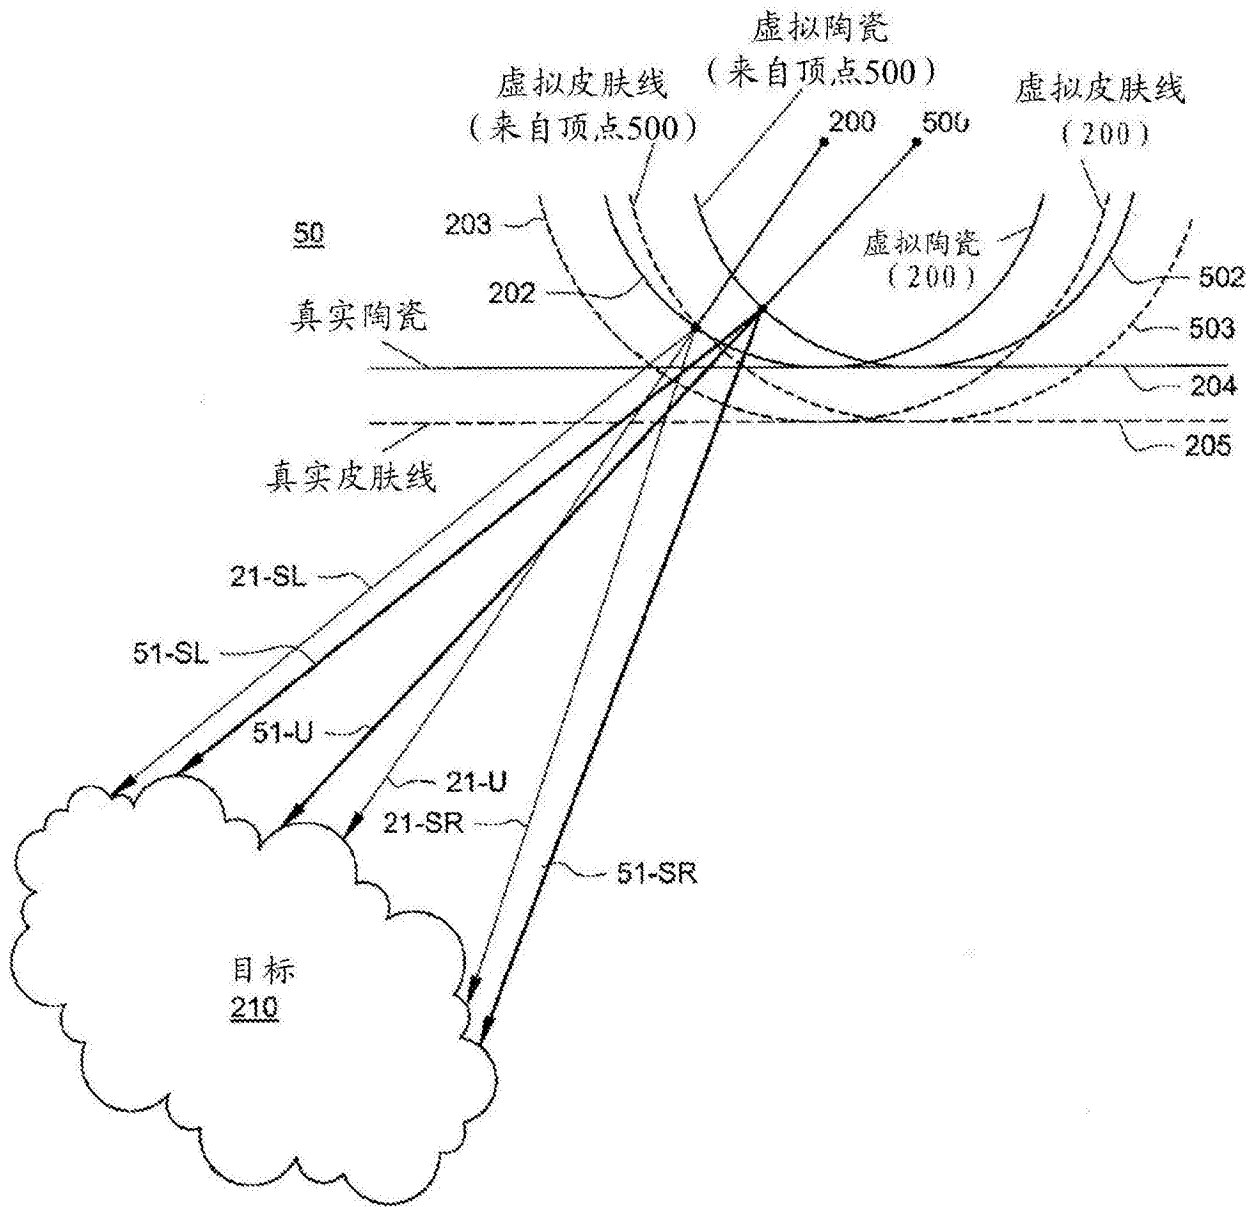 虚拟陶瓷
(来自顶点500)
虚拟皮肤线
(来自顶点500)
200
500
虚拟皮肤线
(200)
203
50
202
虚拟陶瓷
(200)
502
真实陶瓷
503
204
205
真实皮肤线
21-SL
51-SL
51-U
21-U
21-SR
51-SR
目标
210